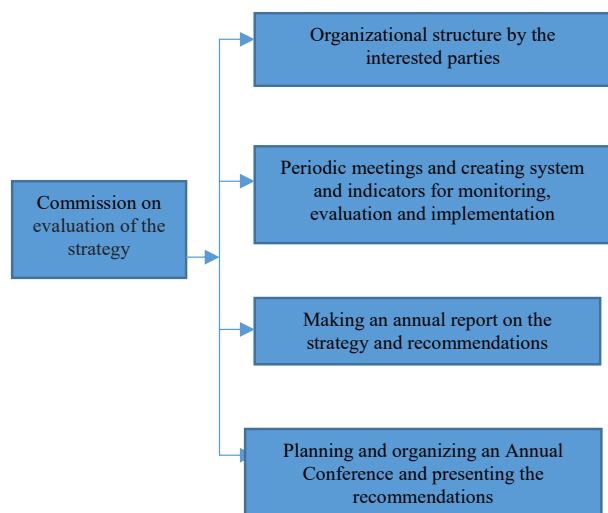 Organizational structure by the
interested parties
Periodic meetings and creating system
and indicators for monitoring,
evaluation and implementation
Commission on
evaluation of the
strategy
Making an annual report on the
strategy and recommendations
Planning and organizing an Annual
Conference and presenting the
recommendations